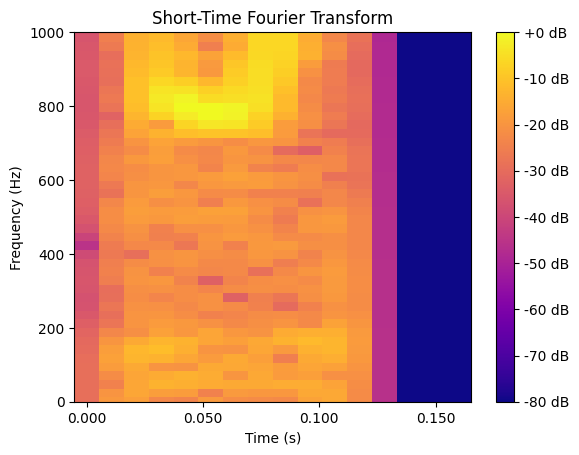 Short-Time Fourier Transform
1000
800
600
400
200
0
Frequency (Hz)
0.000
0.050
0.100
0.150
Time (s)
+0 dB
-10 dB
-20 dB
-30 dB
-40 dB
-50 dB
-60 dB
-70 dB
-80 dB